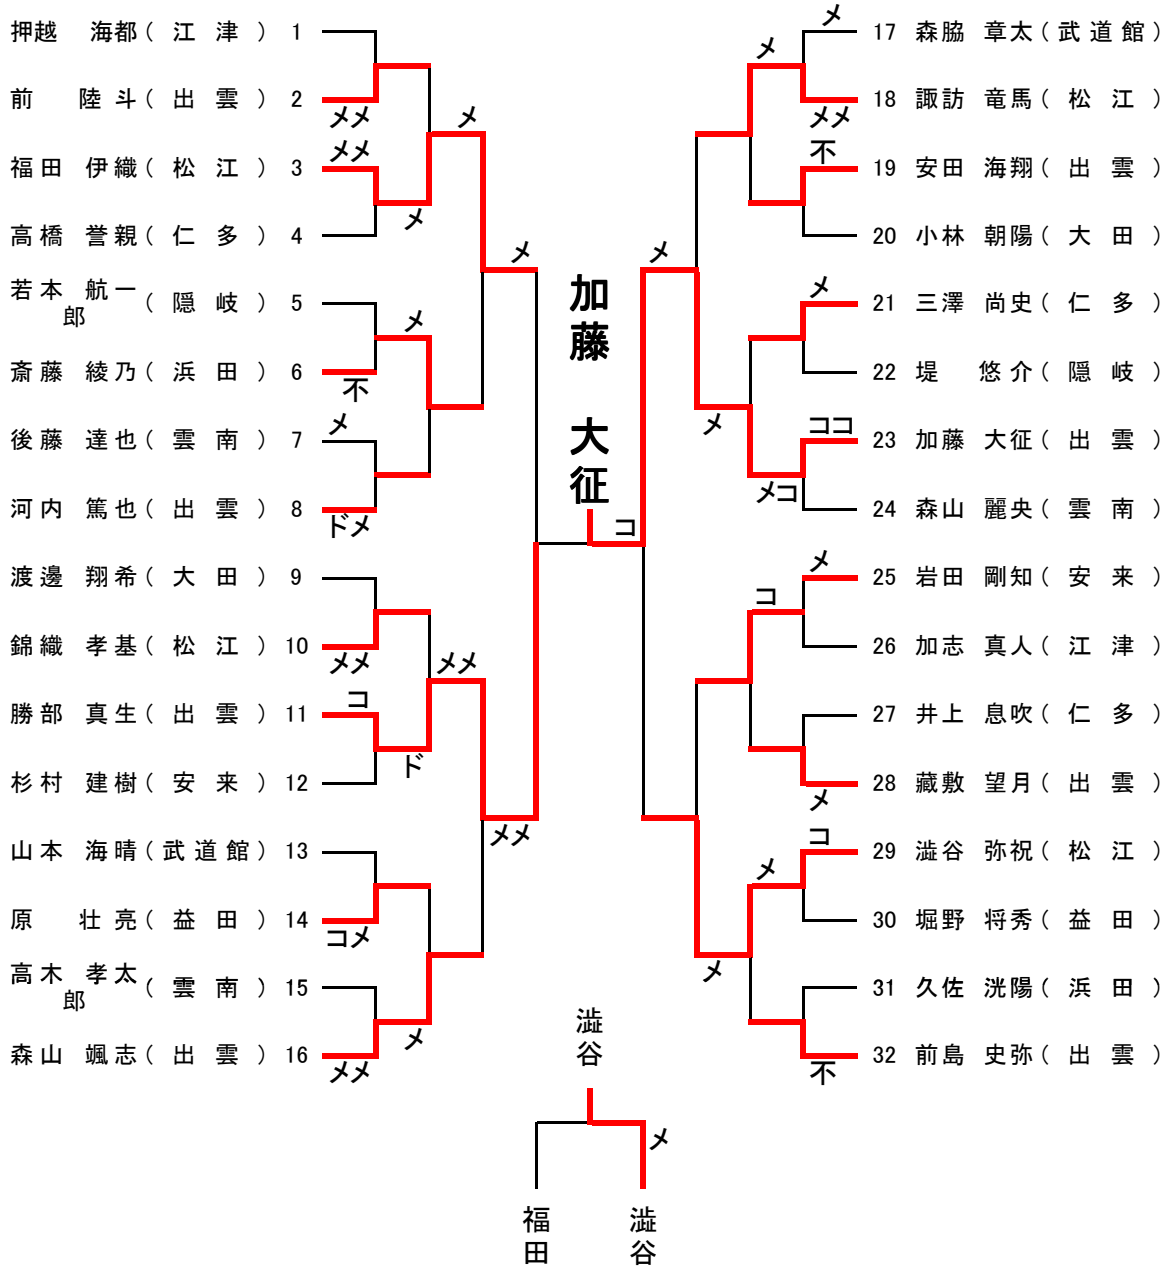 押越 海都 ( 江 津 ) 1
前 陸斗 ( 出 雲 ) 2
メメ
メメ
福田 伊織 ( 松 江 ) 3
高橋 誉親 ( 仁 多 ) 4
メ
メ
若本 航一郎 ( 隠 岐 ) 5
斎藤 綾乃 ( 浜 田 ) 6
不
メ
メ
後藤 達也 ( 雲 南 ) 7
河内 篤也 ( 出 雲 ) 8
ドメ
メ
渡邊 翔希 ( 大 田 ) 9
錦織 孝基 ( 松 江 ) 10
メメ
メメ
コ
勝部 真生 ( 出 雲 ) 11
杉村 建樹 ( 安 来 ) 12
ド
メメ
山本 海晴 ( 武 道 館 ) 13
原 壮亮 ( 益 田 ) 14
コメ
高木 孝太郎 ( 雲 南 ) 15
森山 颯志 ( 出 雲 ) 16
メメ
メ
加藤 大征
コ
メ
メ
17 森脇 章太 ( 武 道 館 )
メ
18 諏訪 竜馬 ( 松 江 )
メメ
不
19 安田 海翔 ( 出 雲 )
20 小林 朝陽 ( 大 田 )
メ
21 三澤 尚史 ( 仁 多 )
22 堤 悠介 ( 隠 岐 )
メ
ココ
23 加藤 大征 ( 出 雲 )
メコ
24 森山 麗央 ( 雲 南 )
メ
25 岩田 剛知 ( 安 来 )
コ
26 加志 真人 ( 江 津 )
27 井上 息吹 ( 仁 多 )
28 藏敷 望月 ( 出 雲 )
メ
コ
29 澁谷 弥祝 ( 松 江 )
メ
30 堀野 将秀 ( 益 田 )
メ
31 久佐 洸陽 ( 浜 田 )
32 前島 史弥 ( 出 雲 )
不
澁谷
メ
福田
澁谷